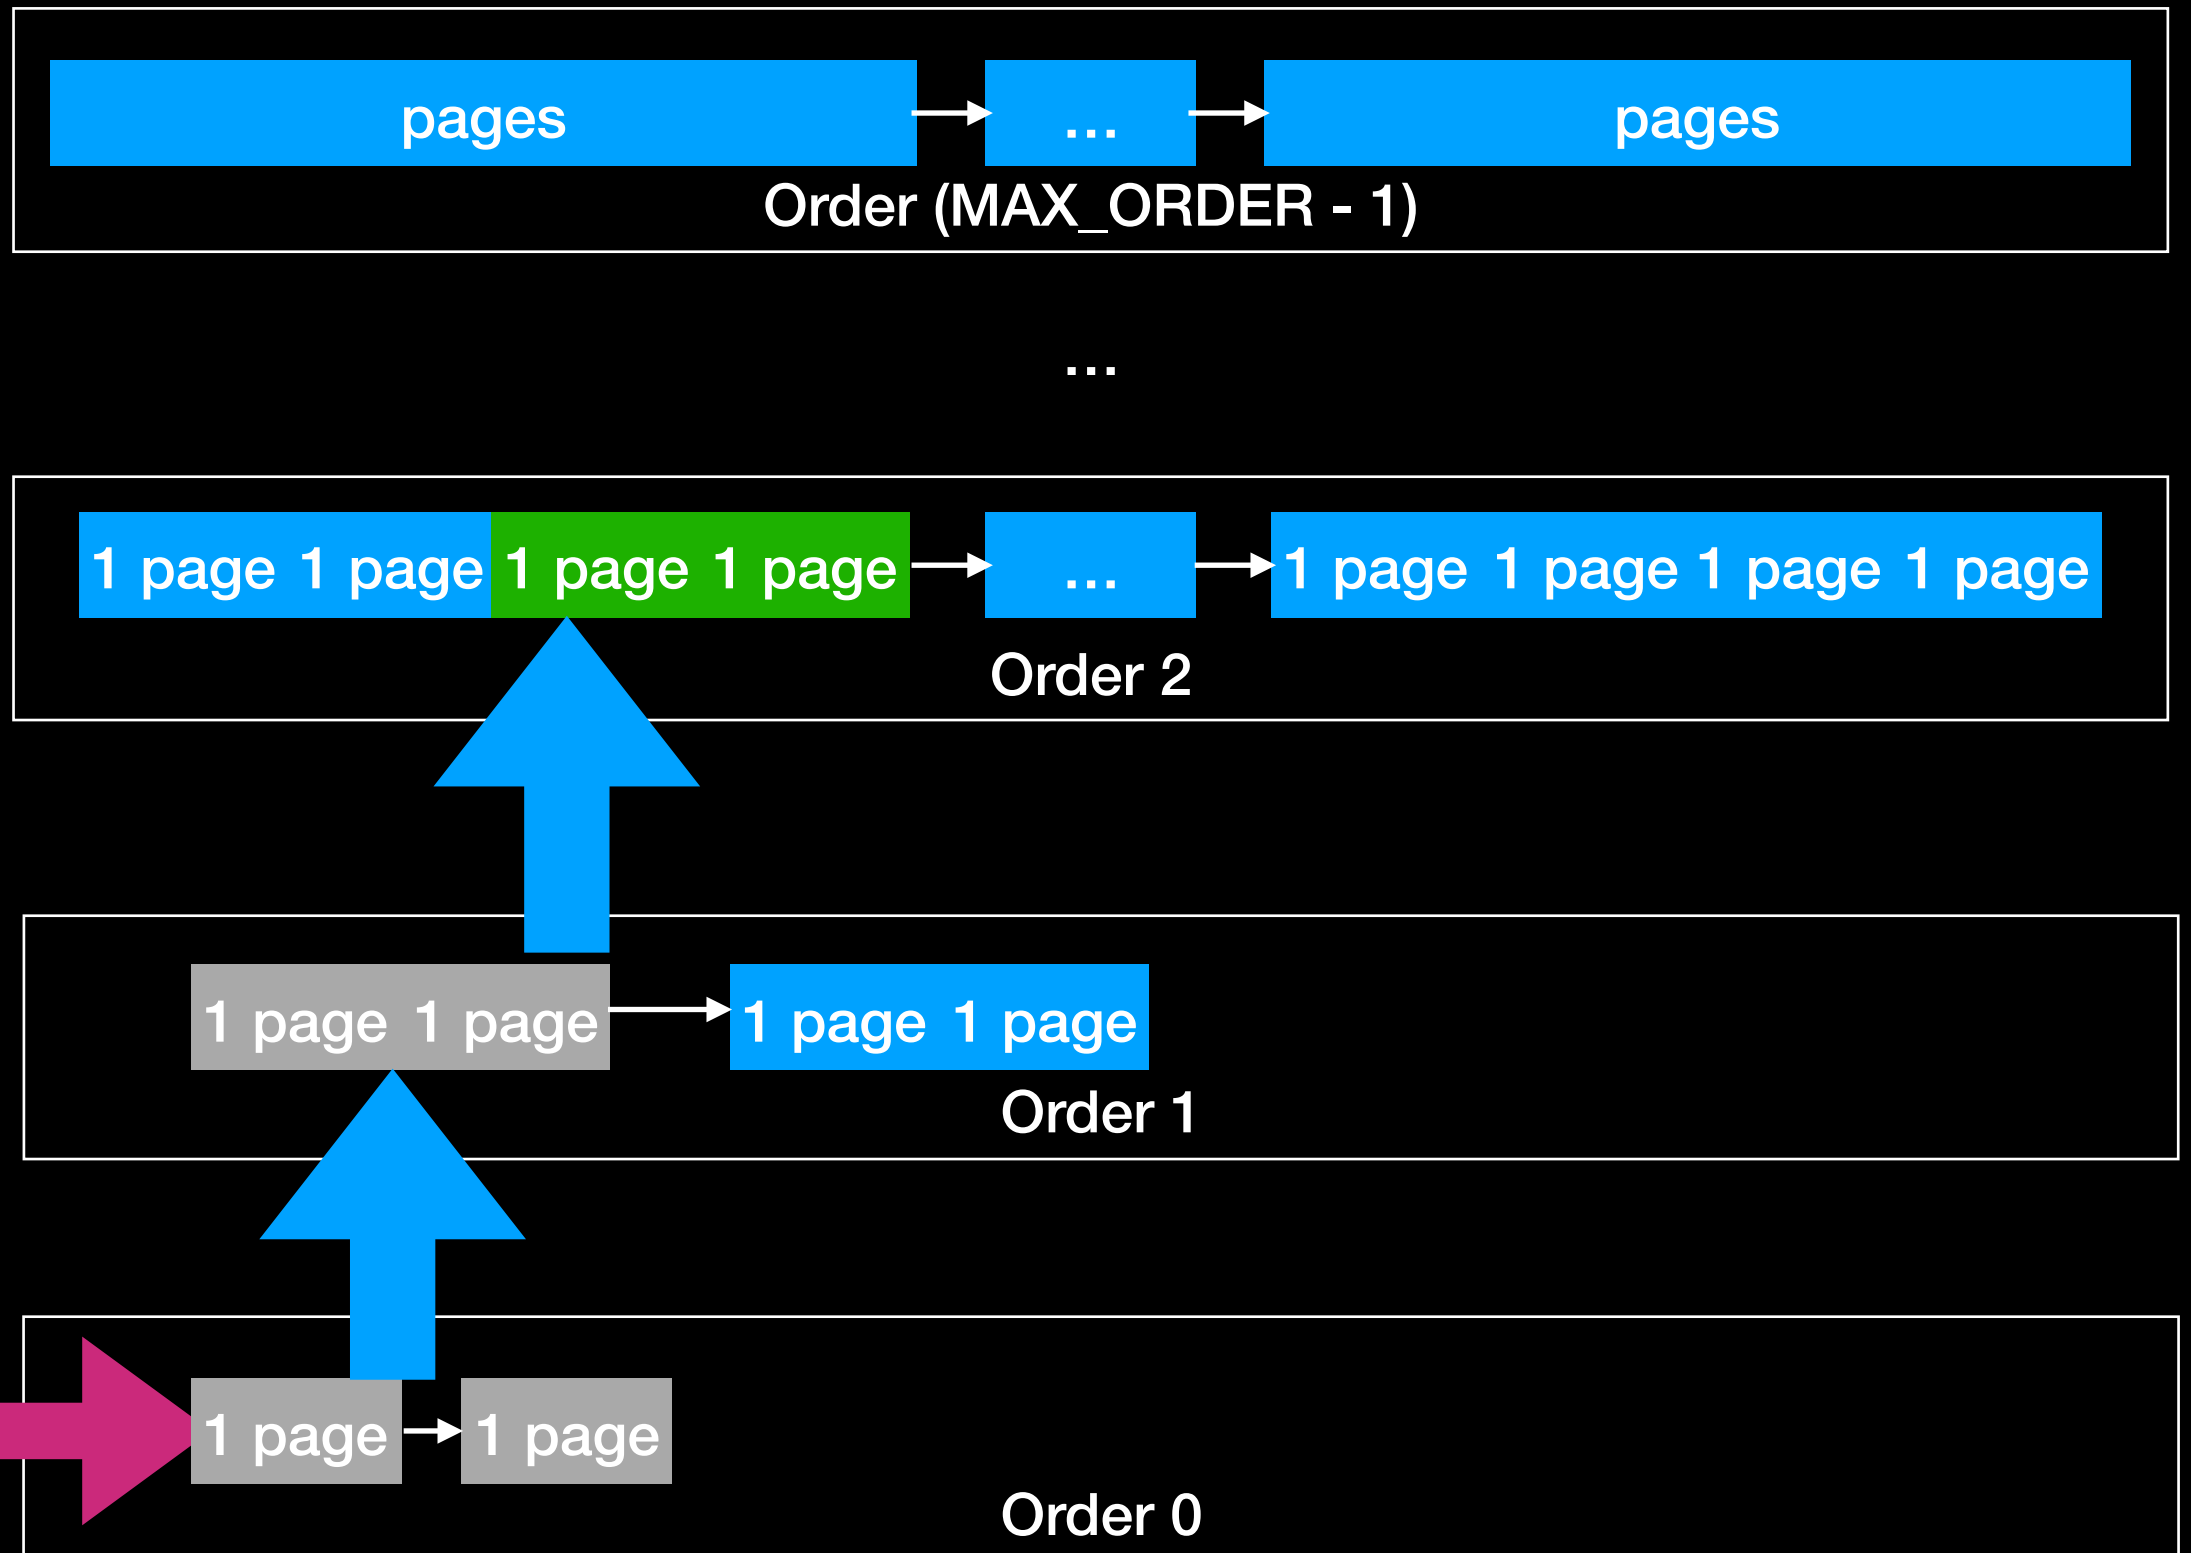 pages ... pages
Order (MAX_ORDER - 1)
...
1 page 1 page 1 page 1 page ... 1 page 1 page 1 page 1 page
Order 2
1 page 1 page 1 page 1 page
Order 1
1 page 1 page
Order 0